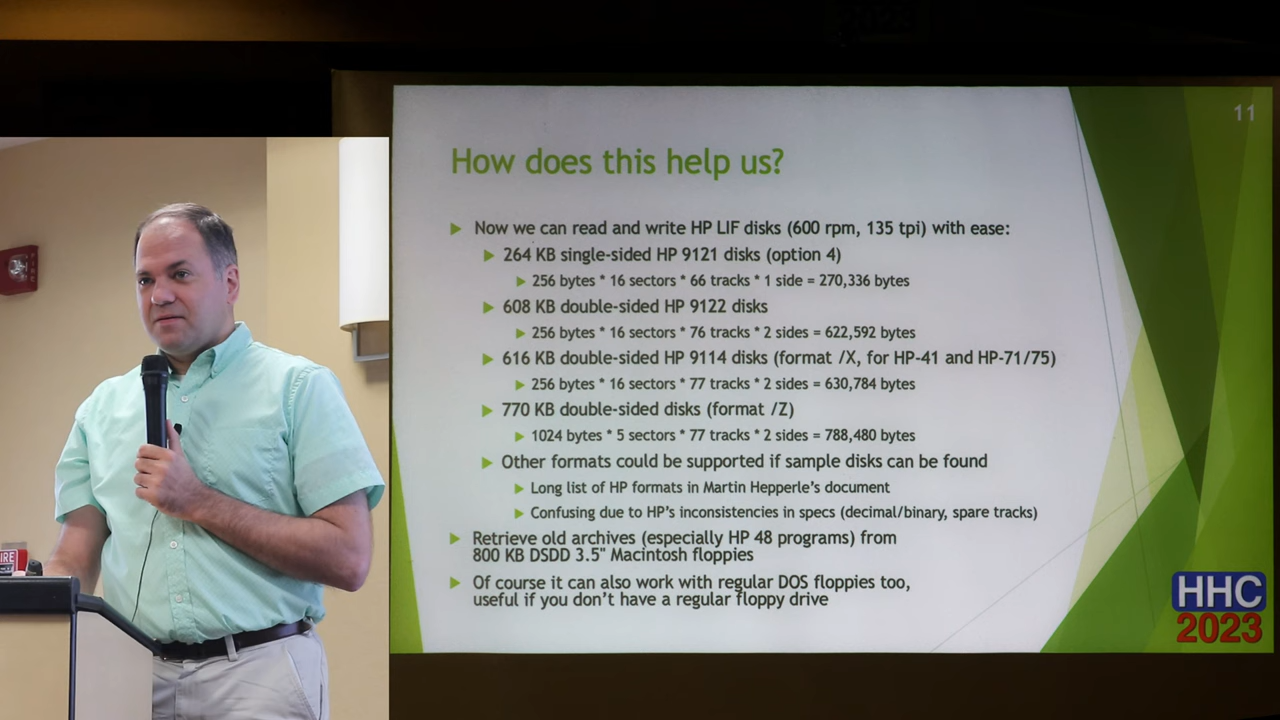 11
How does this help us?
Now we can read and write HP LIF disks (600 rpm, 135 tpi) with ease:
264 KB single-sided HP 9121 disks (option 4)
256 bytes * 16 sectors * 66 tracks * 1 side = 270,336 bytes
608 KB double-sided HP 9122 disks
256 bytes * 16 sectors * 76 tracks * 2 sides = 622,592 bytes
616 KB double-sided HP 9114 disks (format /X, for HP-41 and HP-71/75)
256 bytes * 16 sectors * 77 tracks * 2 sides = 630,784 bytes
770 KB double-sided disks (format /Z)
1024 bytes * 5 sectors * 77 tracks * 2 sides = 788,480 bytes
Other formats could be supported if sample disks can be found
Long list of HP formats in Martin Hepperle's document
Confusing due to HP's inconsistencies in specs (decimal/binary, spare tracks)
Retrieve old archives (especially HP 48 programs) from
800 KB DSDD 3.5" Macintosh floppies
Of course it can also work with regular DOS floppies too,
useful if you don't have a regular floppy drive
HHC
2023